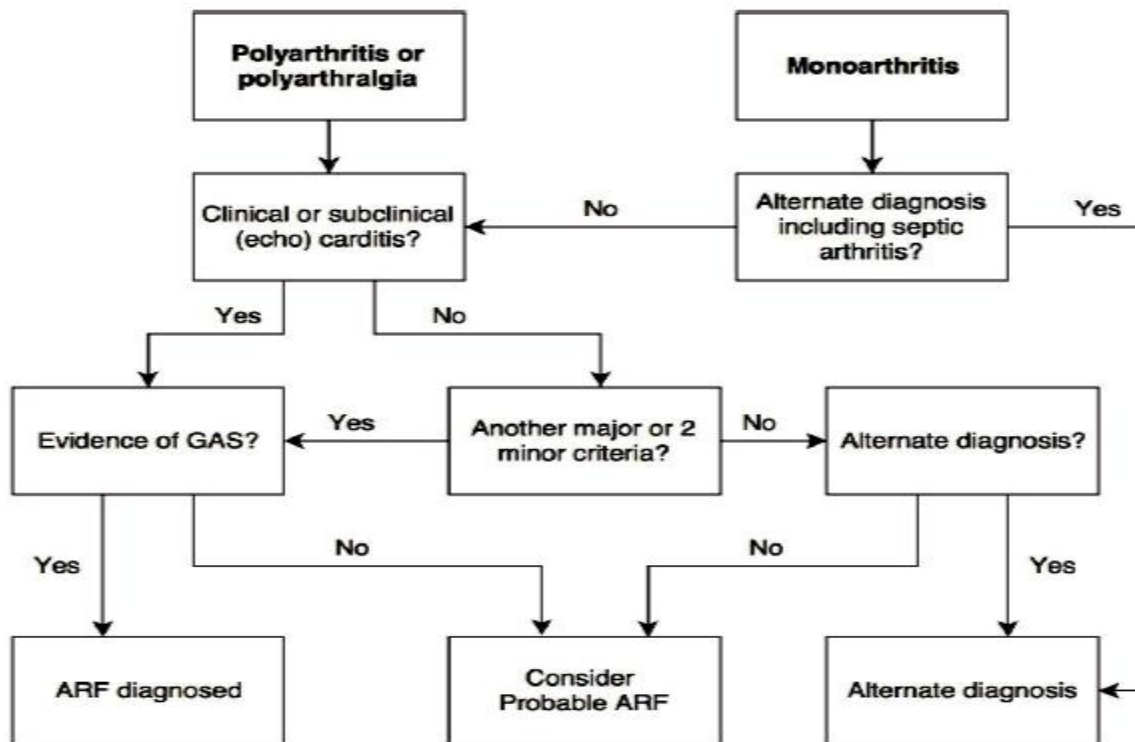 Polyarthritis or
polyarthralgia
Monoarthritis
Clinical or subclinical
(echo) carditis?
No
Alternate diagnosis
including septic
arthritis?
Yes
Yes
No
Evidence of GAS?
Yes
Another major or 2
minor criteria?
No
Alternate diagnosis?
Yes
No
No
Yes
ARF diagnosed
Consider
Probable ARF
Alternate diagnosis